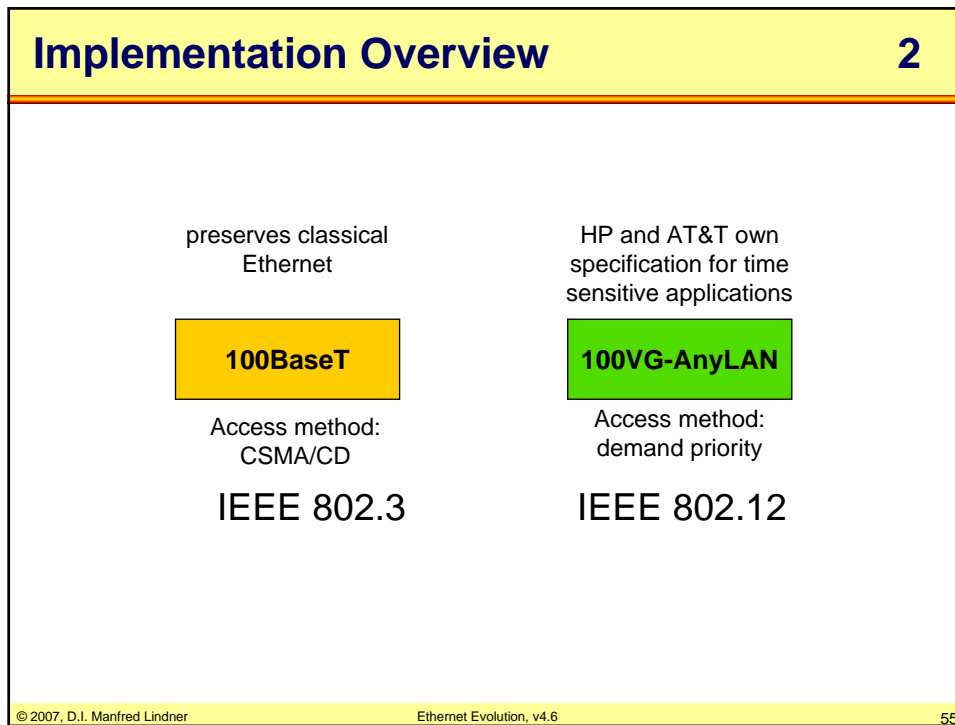 Implementation Overview 2
preserves classical
Ethernet
100BaseT
Access method:
CSMA/CD
IEEE 802.3
HP and AT&T own
specification for time
sensitive applications
100VG-AnyLAN
Access method:
demand priority
IEEE 802.12
© 2007, D.I. Manfred Lindner
Ethernet Evolution, v4.6
55